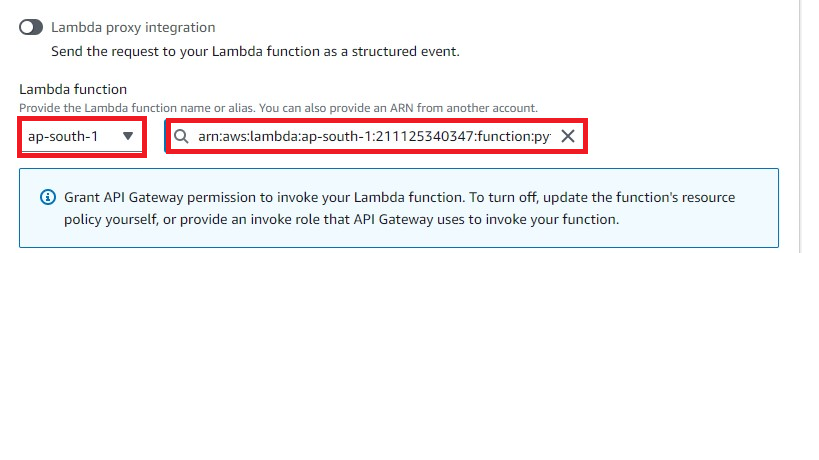 Lambda proxy integration
Send the request to your Lambda function as a structured event.
Lambda function
Provide the Lambda function name or alias. You can also provide an ARN from another account.
ap-south-1 arn:aws:lambda:ap-south-1:211125340347:function:py
Grant API Gateway permission to invoke your Lambda function. To turn off, update the function's resource
policy yourself, or provide an invoke role that API Gateway uses to invoke your function.